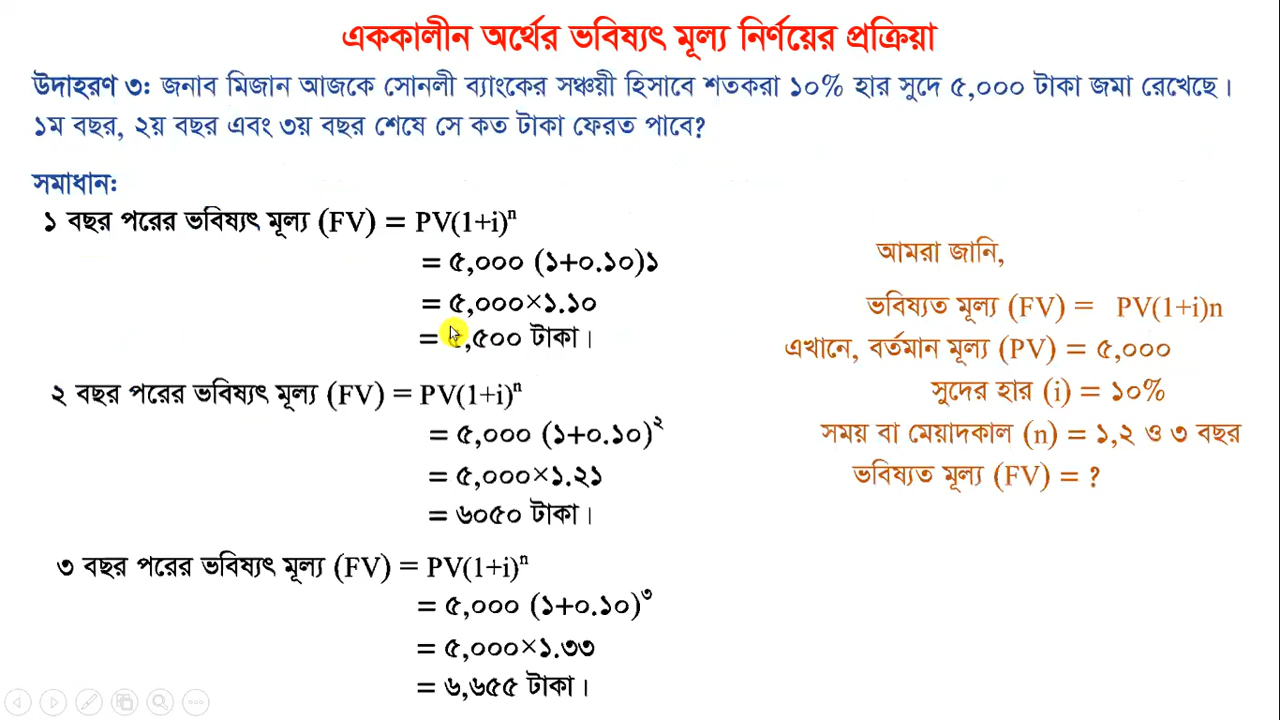 এককালীন অর্থের ভবিষ্যৎ মূল্য নির্ণয়ের প্রক্রিয়া
উদাহরণ ৩: জনাব মিজান আজকে সোনলী ব্যাংকের সঞ্চয়ী হিসাবে শতকরা ১০% হার সুদে ৫,০০০ টাকা জমা রেখেছে।
১ম বছর, ২য় বছর এবং ৩য় বছর শেষে সে কত টাকা ফেরত পাবে?
সমাধান:
১ বছর পরের ভবিষ্যৎ মূল্য (FV) = PV(1+i)ⁿ
= ৫,০০০ (১+০.১০)১
= ৫,০০০×১.১০
= ৫,৫০০ টাকা।
২ বছর পরের ভবিষ্যৎ মূল্য (FV) = PV(1+i)ⁿ
= ৫,০০০ (১+০.১০)^২
= ৫,০০০×১.২১
= ৬০৫০ টাকা।
৩ বছর পরের ভবিষ্যৎ মূল্য (FV) = PV(1+i)ⁿ
= ৫,০০০ (১+০.১০)^৩
= ৫,০০০×১.৩৩
= ৬,৬৫৫ টাকা।
আমরা জানি,
ভবিষ্যত মূল্য (FV) = PV(1+i)n
এখানে, বর্তমান মূল্য (PV) = ৫,০০০
সুদের হার (i) = ১০%
সময় বা মেয়াদকাল (n) = ১,২ ও ৩ বছর
ভবিষ্যত মূল্য (FV) = ?